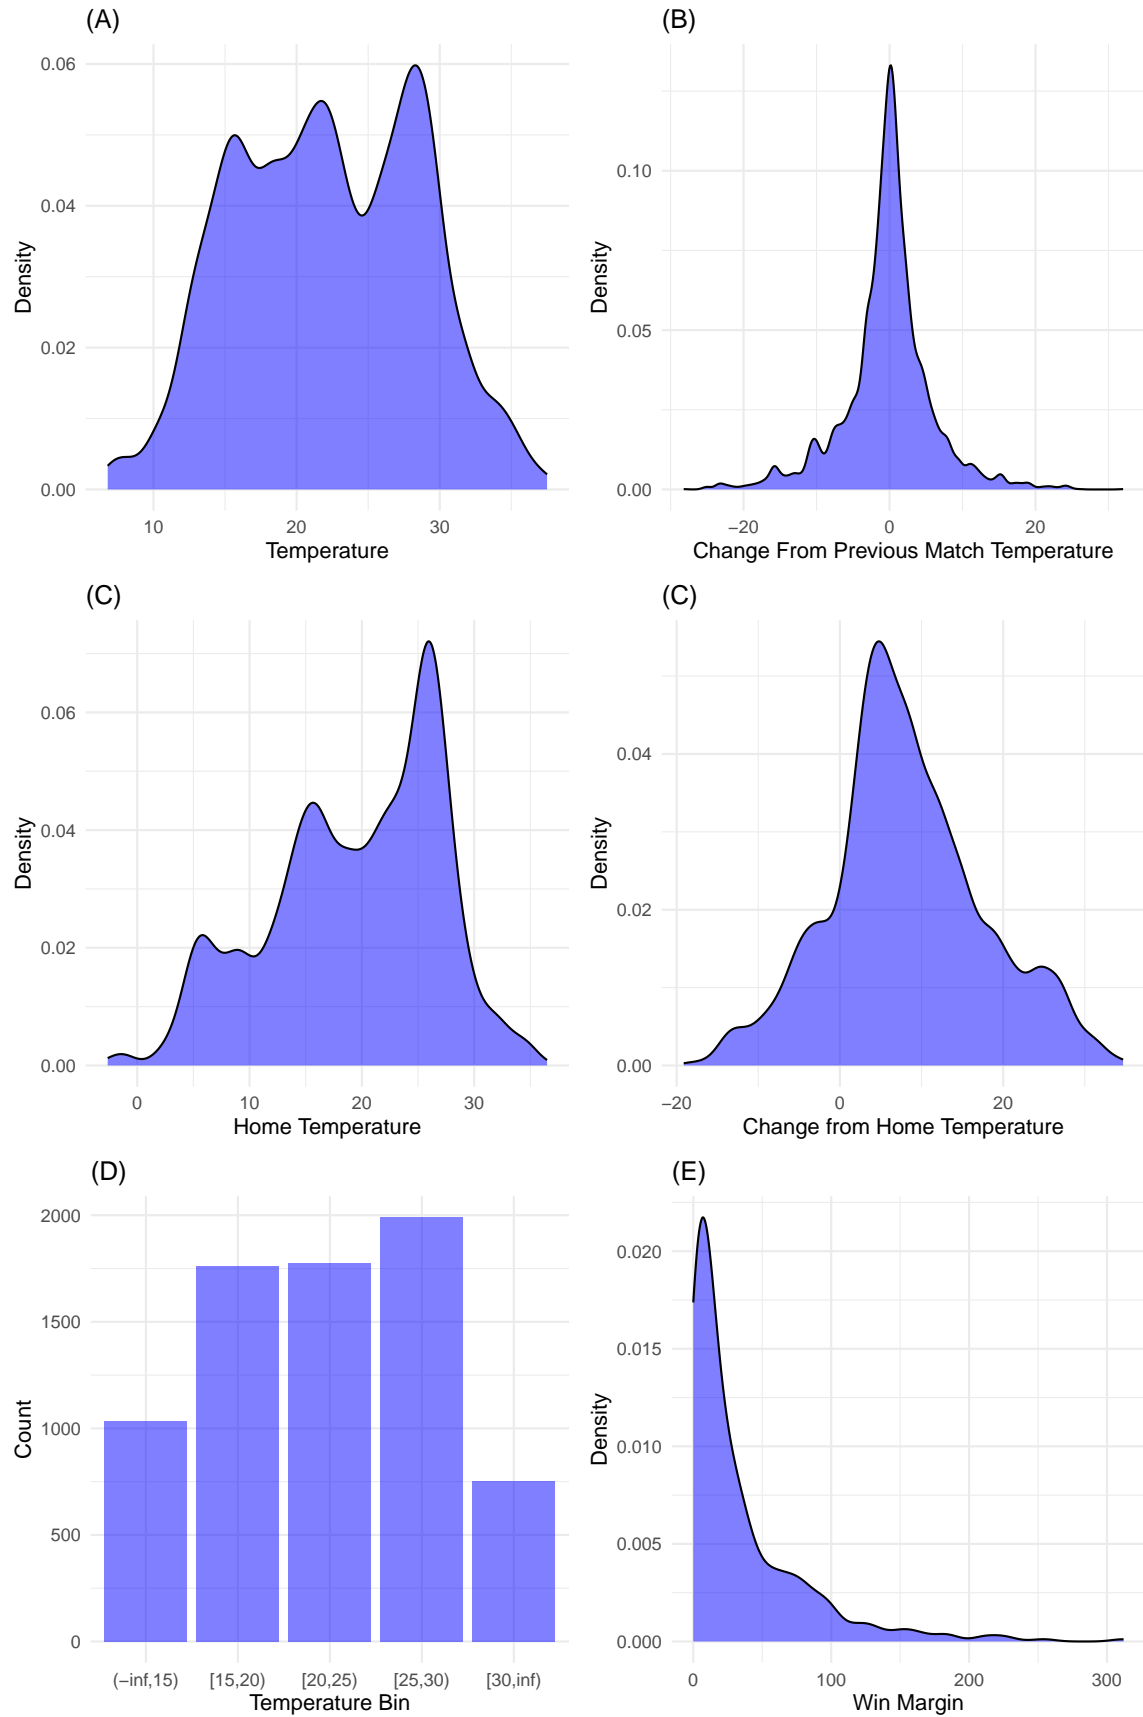 (A)
0.06
0.04
0.02
0.00
Density
10 20 30
Temperature
(B)
0.10
0.05
0.00
Density
−20 0 20
Change From Previous Match Temperature
(C)
0.06
0.04
0.02
0.00
Density
0 10 20 30
Home Temperature
(C)
0.04
0.02
0.00
Density
−20 0 20
Change from Home Temperature
(D)
2000
1500
1000
500
0
Count
(−inf,15) [15,20) [20,25) [25,30) [30,inf)
Temperature Bin
(E)
0.020
0.015
0.010
0.005
0.000
Density
0 100 200 300
Win Margin